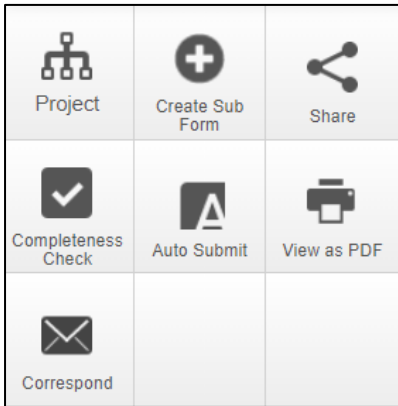 Project
Create Sub
Form
Share
Completeness
Check
Auto Submit
View as PDF
Correspond